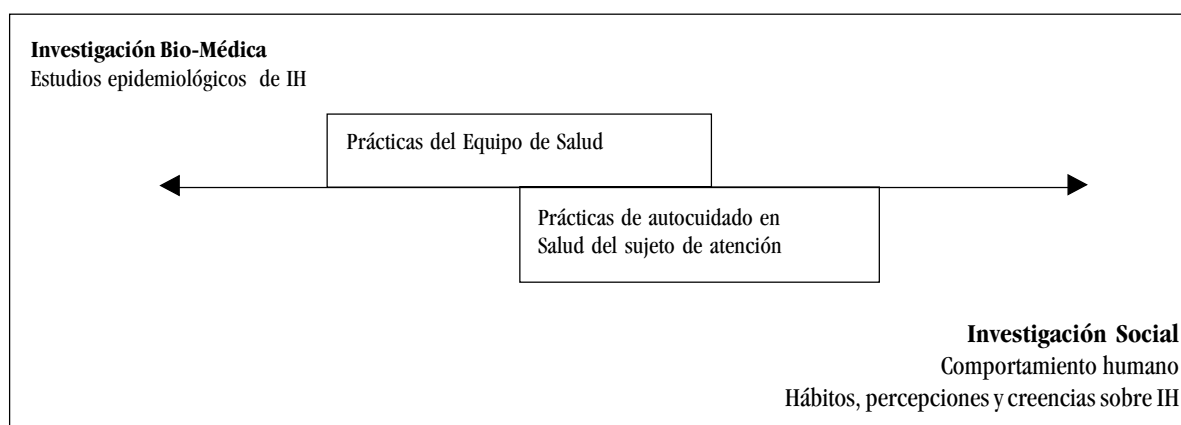 Investigación Bio-Médica
Estudios epidemiológicos de IH
Prácticas del Equipo de Salud
Prácticas de autocuidado en
Salud del sujeto de atención
Investigación Social
Comportamiento humano
Hábitos, percepciones y creencias sobre IH